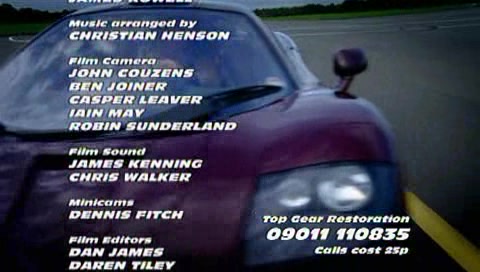 JAMES ROWELL
Music arranged by
CHRISTIAN HENSON
Film Camera
JOHN COUZENS
BEN JOINER
CASPER LEAVER
IAIN MAY
ROBIN SUNDERLAND
Film Sound
JAMES KENNING
CHRIS WALKER
Minicams
DENNIS FITCH
Film Editors
DAN JAMES
DAREN TILEY
Top Gear Restoration
09011 110835
Calls cost 25p